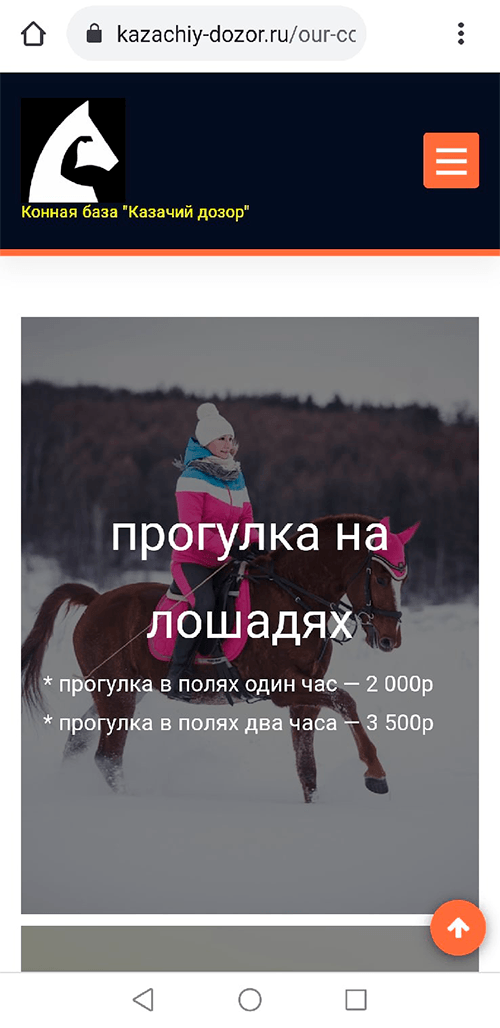 kazachiy-dozor.ru/our-cc
Конная база "Казачий дозор"
прогулка на
лошадях
* прогулка в полях один час — 2 000р
* прогулка в полях два часа — 3 500р